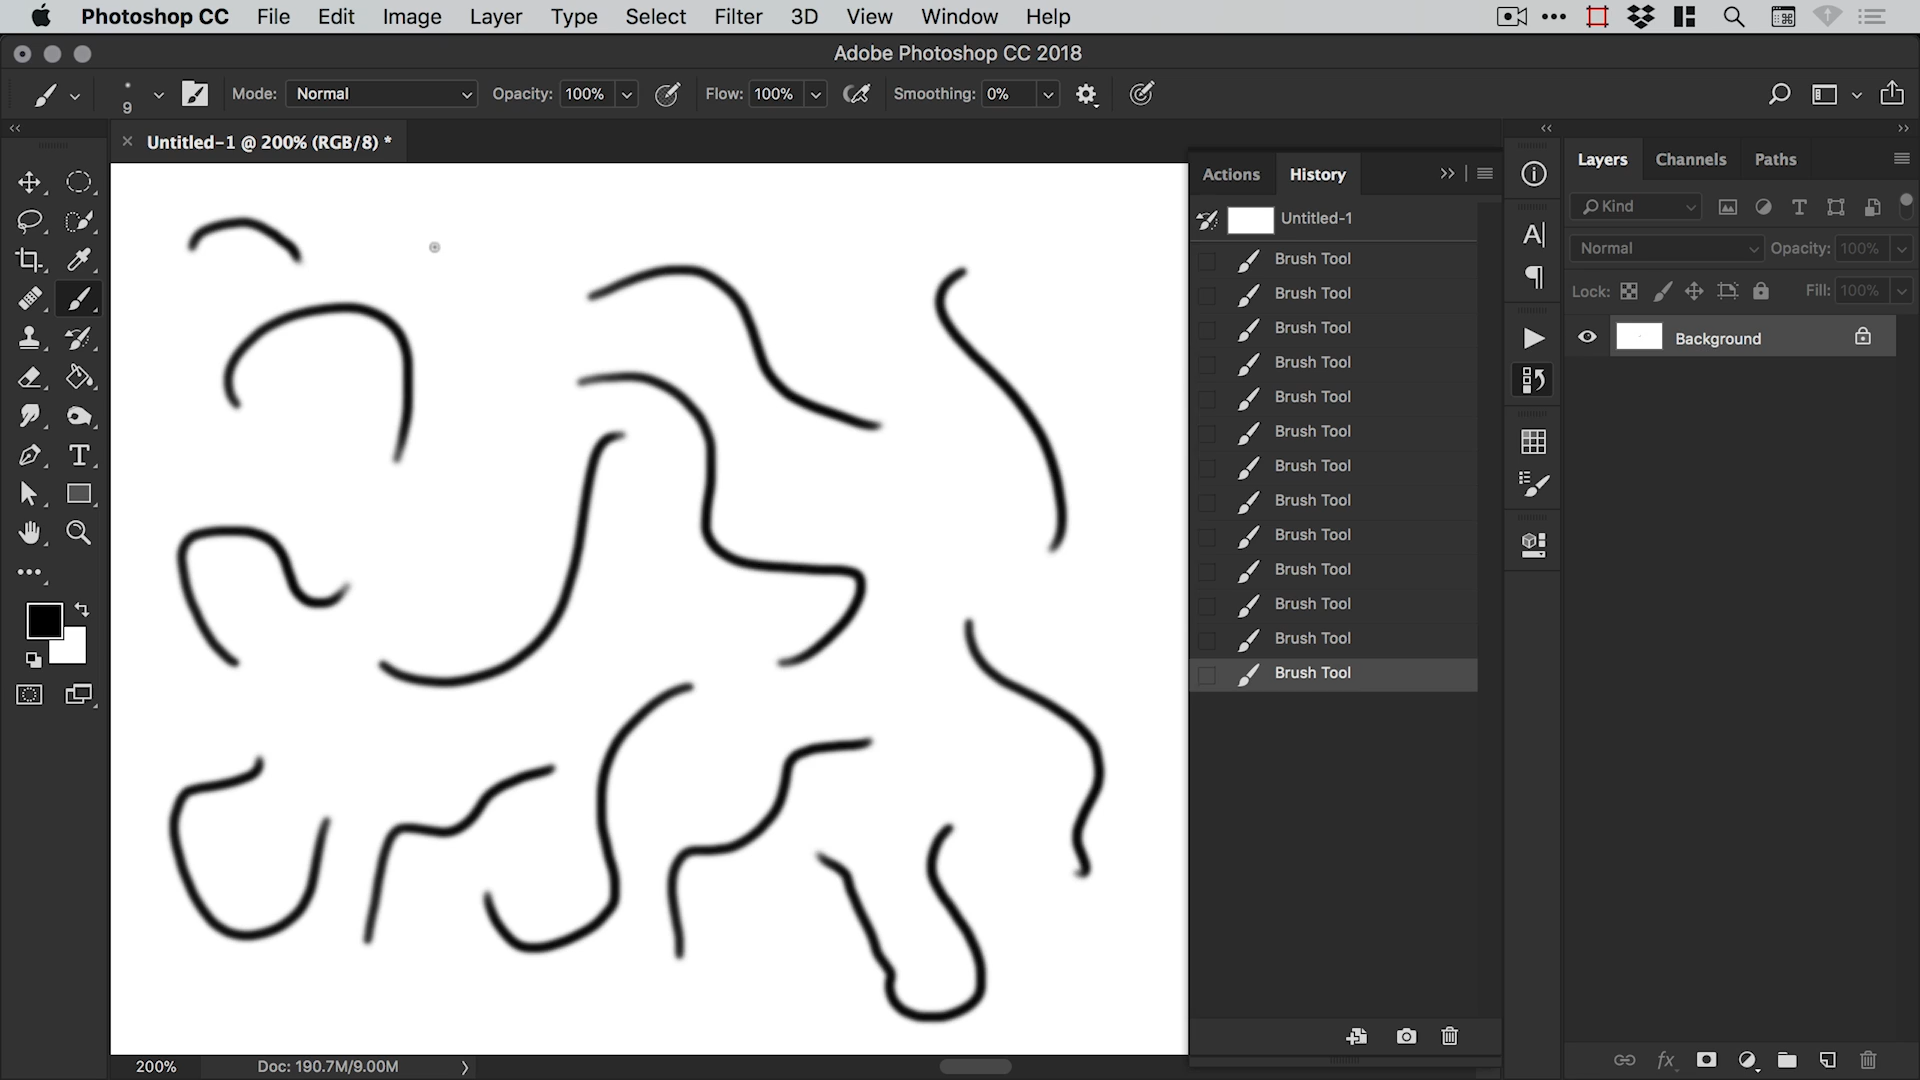 Photoshop CC File Edit Image Layer Type Select Filter 3D View Window Help
Adobe Photoshop CC 2018
9 Mode: Normal Opacity: 100% Flow: 100% Smoothing: 0%
Untitled-1 @ 200% (RGB/8) *
Actions History
Untitled-1
Brush Tool
Brush Tool
Brush Tool
Brush Tool
Brush Tool
Brush Tool
Brush Tool
Brush Tool
Brush Tool
Brush Tool
Brush Tool
Brush Tool
Brush Tool
Layers Channels Paths
Kind
Normal Opacity: 100%
Lock: Fill: 100%
Background
200% Doc: 190.7M/9.00M